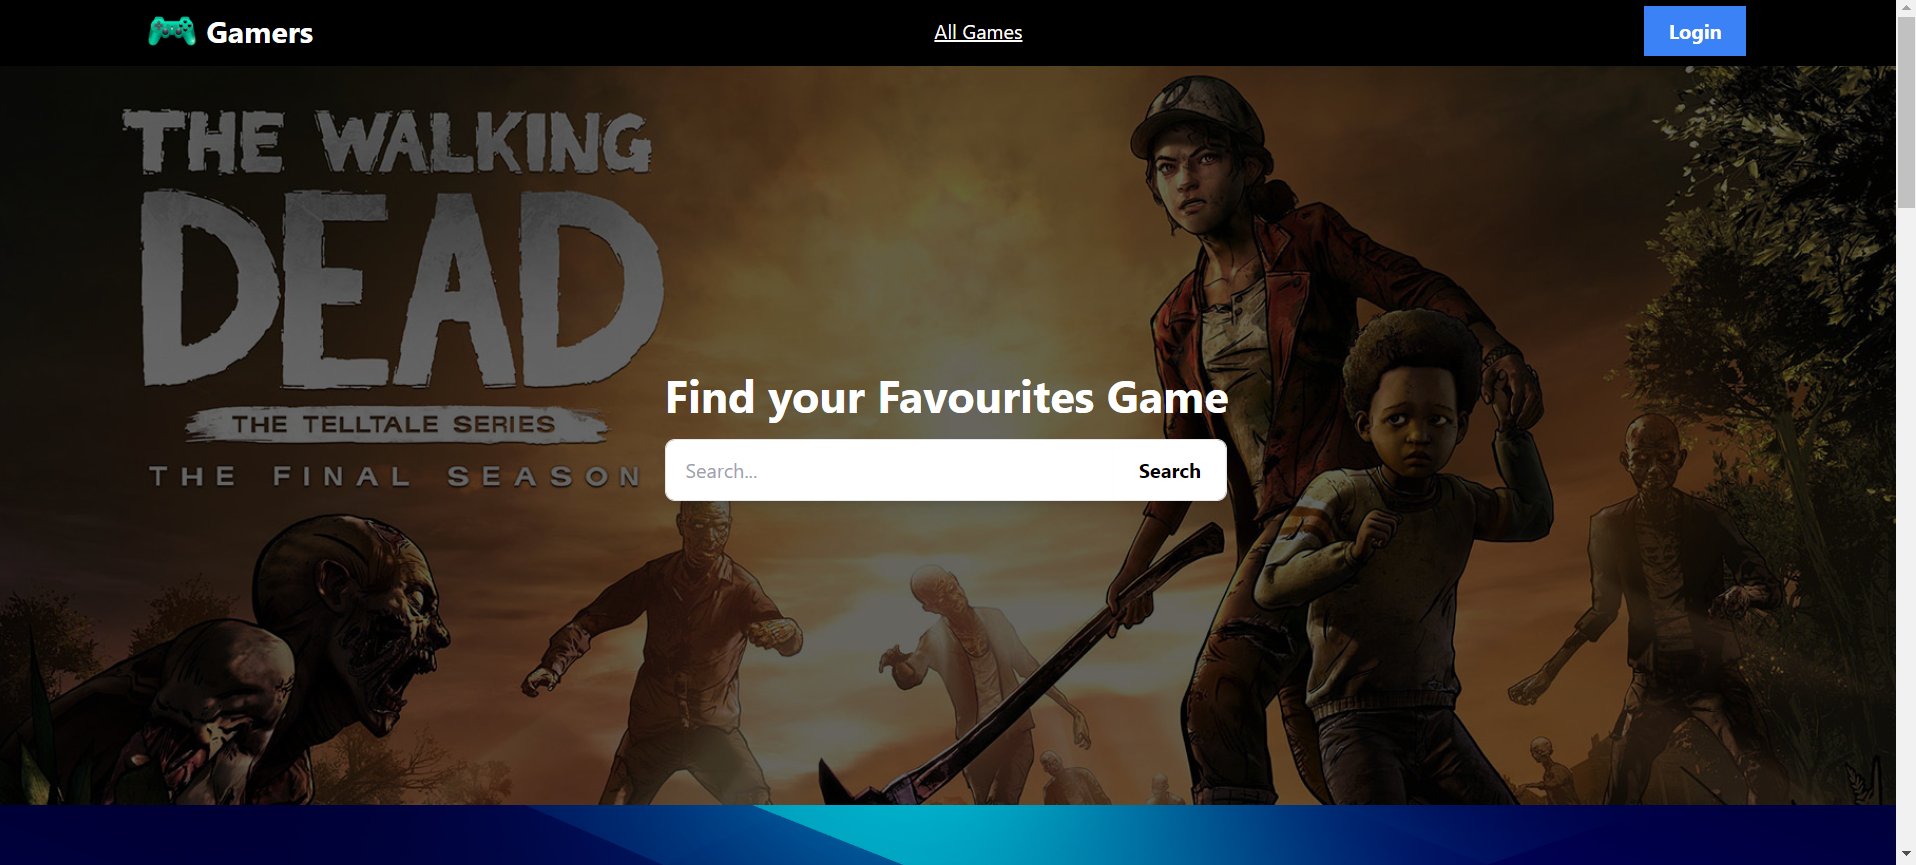 Gamers
All Games
Login
THE WALKING
DEAD
THE TELLTALE SERIES
THE FINAL SEASON
Find your Favourites Game
Search...
Search